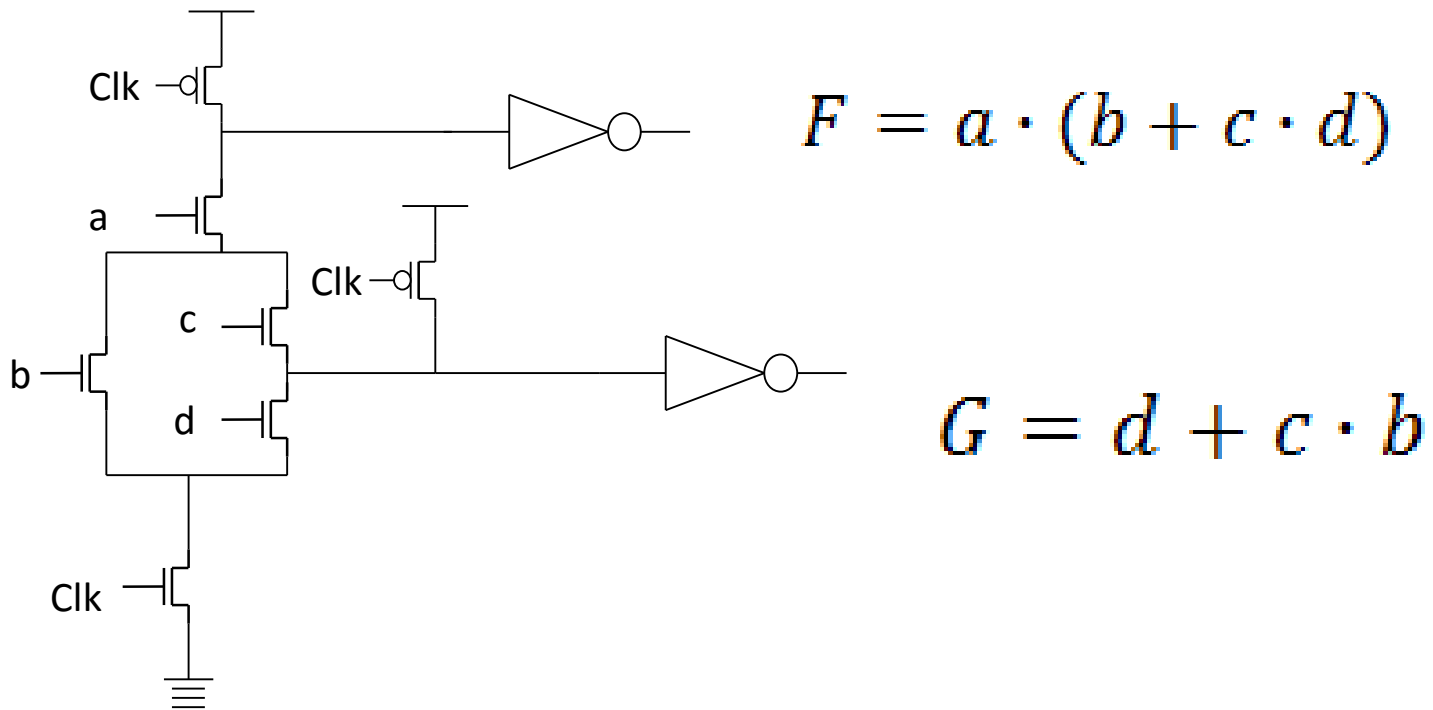 Clk
F = a · (b + c · d)
a
Clk
c
b
d
G = d + c · b
Clk